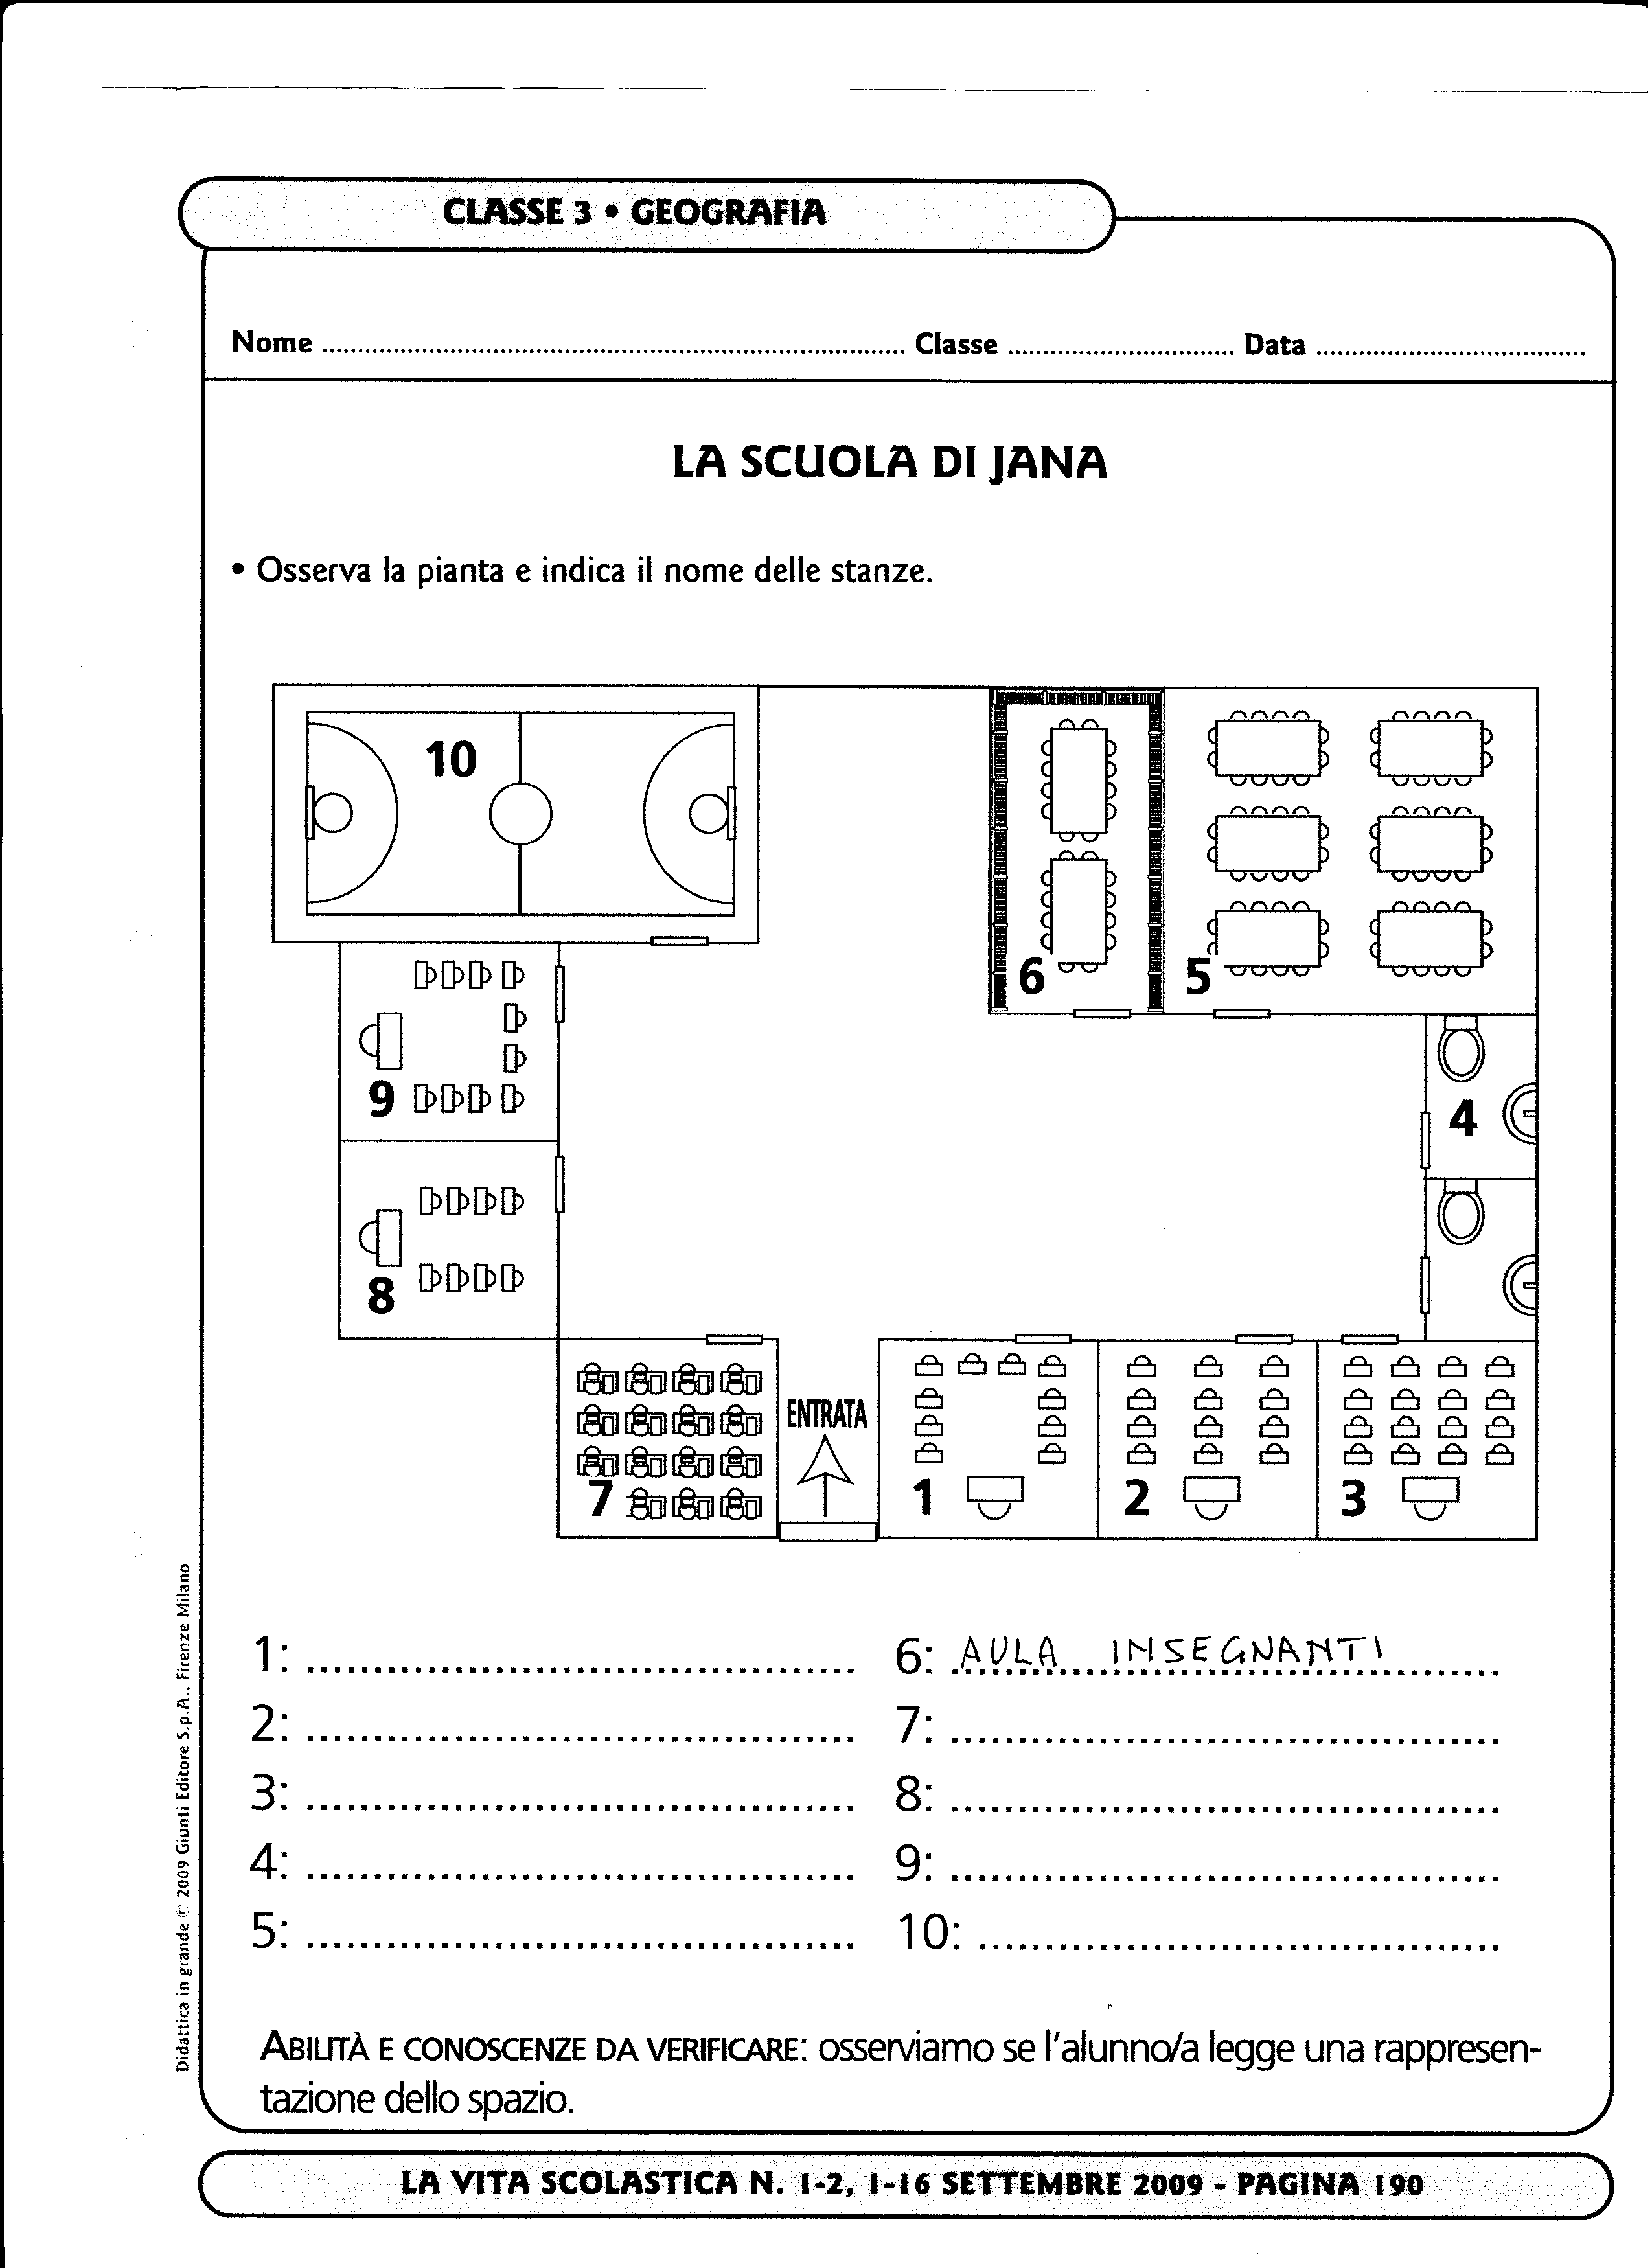 CLASSE 3 • GEOGRAFIA
Nome ................ Classe ................ Data ................
LA SCUOLA DI JANA
• Osserva la pianta e indica il nome delle stanze.
10
6
5
9
4
8
ENTRATA
7
1
2
3
1: ................
6: AULA INSEGNANTI
2: ................
7: ................
3: ................
8: ................
4: ................
9: ................
5: ................
10: ................
ABILITÀ E CONOSCENZE DA VERIFICARE: osserviamo se l'alunno/a legge una rappresen-
tazione dello spazio.
Didattica in grande © 2009 Giunti Editore S.p.A., Firenze Milano
LA VITA SCOLASTICA N. 1-2, 1-16 SETTEMBRE 2009 - PAGINA 190